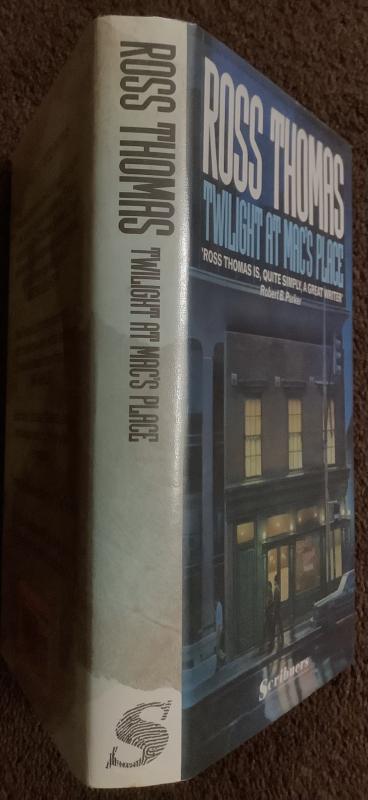 ROSS THOMAS TWILIGHT AT MAC'S PLACE
S
ROSS THOMAS
TWILIGHT AT MAC'S PLACE
'ROSS THOMAS IS, QUITE SIMPLY, A GREAT WRITER'
Robert B. Parker
Scribners